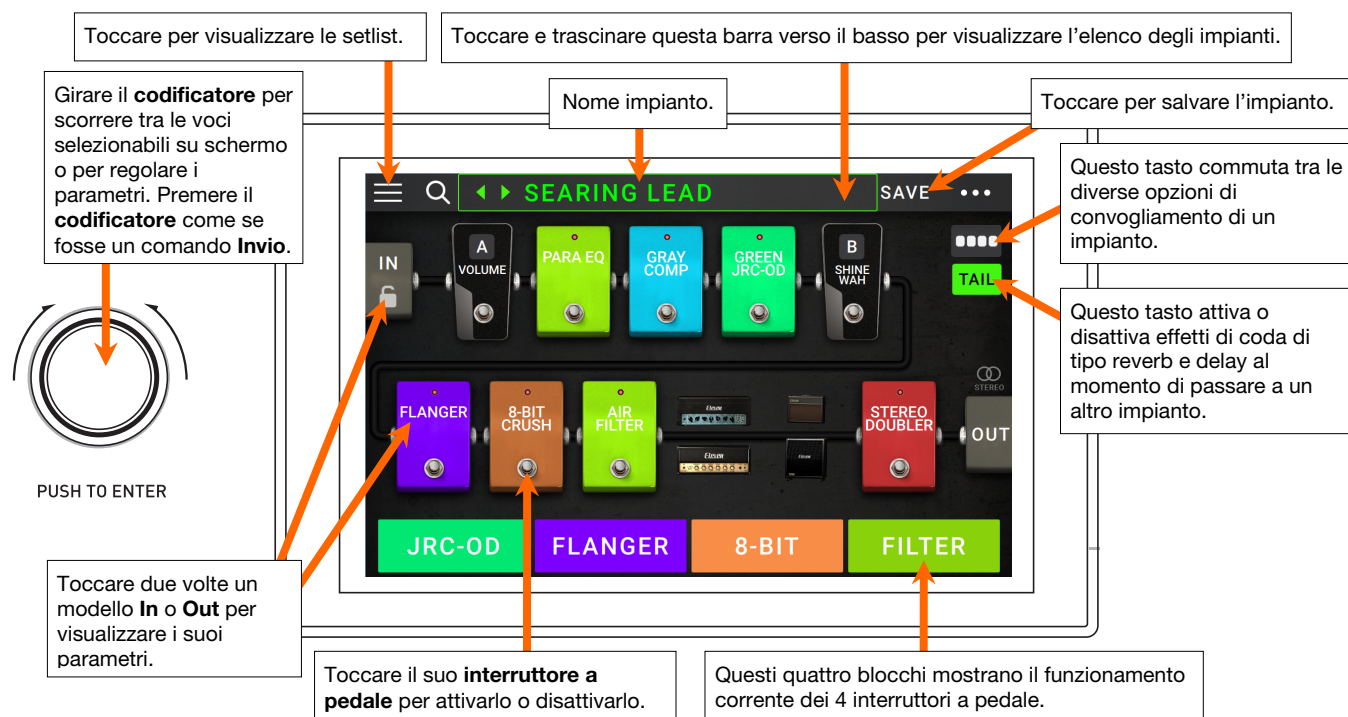 Toccare per visualizzare le setlist.
Toccare e trascinare questa barra verso il basso per visualizzare l'elenco degli impianti.
Girare il codificatore per
scorrere tra le voci
selezionabili su schermo
o per regolare i
parametri. Premere il
codificatore come se
fosse un comando Invio.
Nome impianto.
Toccare per salvare l'impianto.
Questo tasto commuta tra le
diverse opzioni di
convogliamento di un
impianto.
SEARING LEAD
SAVE
IN
A
VOLUME
PARA EQ
GRAY
COMP
GREEN
JRC-OD
B
SHINE
WAH
TAIL
Questo tasto attiva o
disattiva effetti di coda di
tipo reverb e delay al
momento di passare a un
altro impianto.
FLANGER
8-BIT
CRUSH
AIR
FILTER
Eleven
Eleven
STEREO
DOUBLER
STEREO
OUT
PUSH TO ENTER
JRC-OD
FLANGER
8-BIT
FILTER
Toccare due volte un
modello In o Out per
visualizzare i suoi
parametri.
Toccare il suo interruttore a
pedale per attivarlo o disattivarlo.
Questi quattro blocchi mostrano il funzionamento
corrente dei 4 interruttori a pedale.